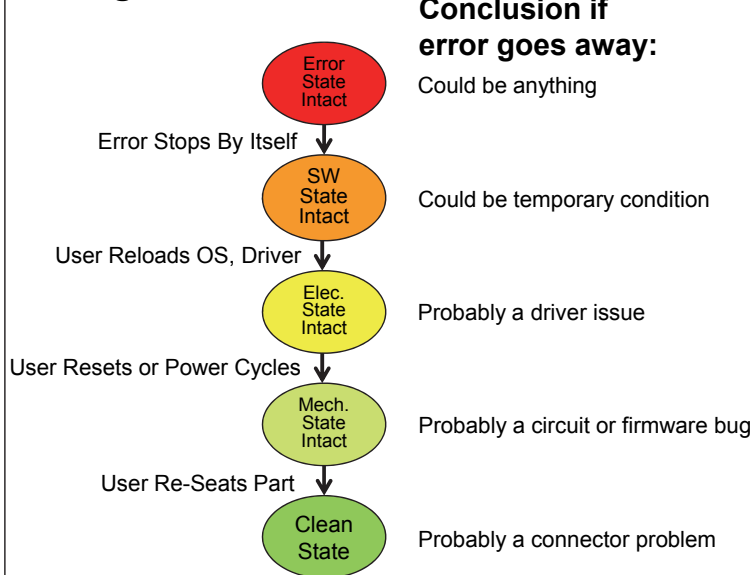 Conclusion if
error goes away:
Error
State
Intact
Could be anything
Error Stops By Itself
SW
State
Intact
Could be temporary condition
User Reloads OS, Driver
Elec.
State
Intact
Probably a driver issue
User Resets or Power Cycles
Mech.
State
Intact
Probably a circuit or firmware bug
User Re-Seats Part
Clean
State
Probably a connector problem